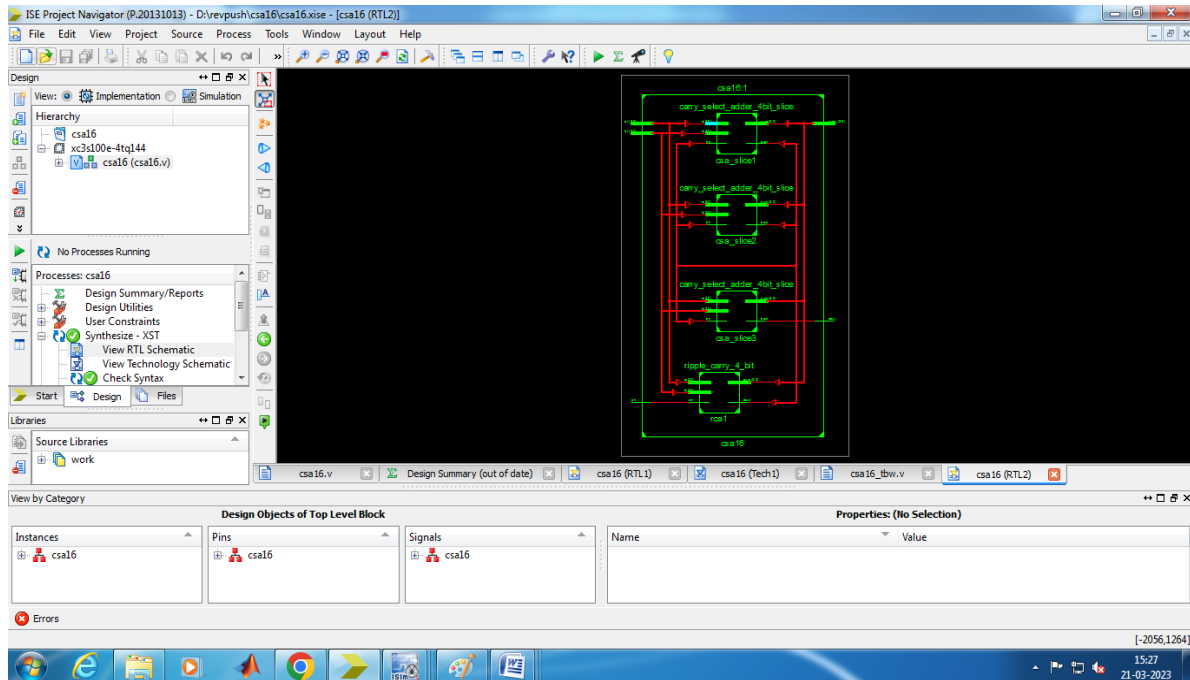 ISE Project Navigator (P.20131013) - D:\revpush\csa16\csa16.xise - [csa16 (RTL2)]
File Edit View Project Source Process Tools Window Layout Help
Design
View: Implementation Simulation
Hierarchy
csa16
xc3s100e-4tq144
csa16 (csa16.v)
No Processes Running
Processes: csa16
Design Summary/Reports
Design Utilities
User Constraints
Synthesize - XST
View RTL Schematic
View Technology Schematic
Check Syntax
Start Design Files
Libraries
Source Libraries
work
csa16:1
carry_select_adder_4bit_slice
csa_slice1
carry_select_adder_4bit_slice
csa_slice2
carry_select_adder_4bit_slice
csa_slice3
ripple_carry_4_bit
rca1
csa16
csa16.v Design Summary (out of date) csa16 (RTL1) csa16 (Tech1) csa16_tbw.v csa16 (RTL2)
View by Category
Design Objects of Top Level Block Properties: (No Selection)
Instances Pins Signals Name Value
csa16 csa16 csa16
Errors
[-2056,1264]
ISim
15:27
21-03-2023